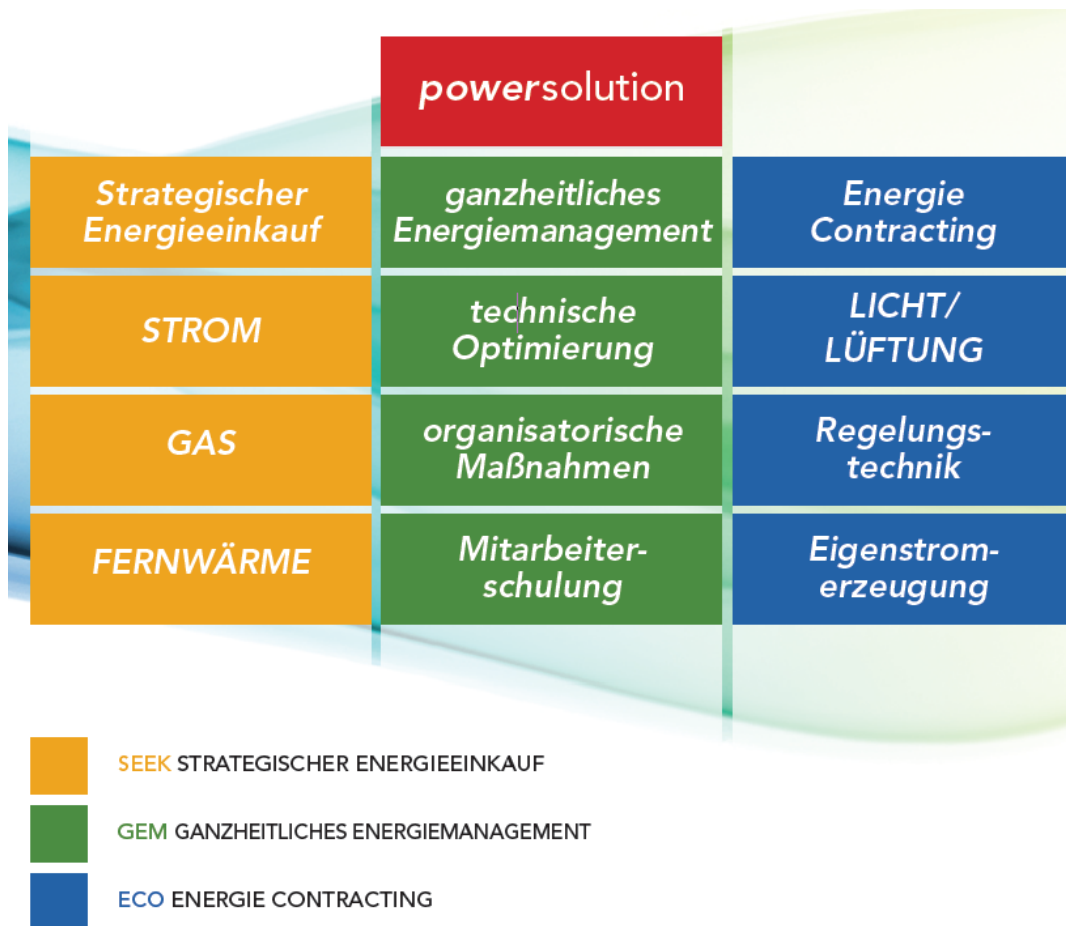 powersolution
Strategischer
Energieeinkauf
ganzheitliches
Energiemanagement
Energie
Contracting
STROM
technische
Optimierung
LICHT/
LÜFTUNG
GAS
organisatorische
Maßnahmen
Regelungs-
technik
FERNWÄRME
Mitarbeiter-
schulung
Eigenstrom-
erzeugung
SEEK STRATEGISCHER ENERGIEEINKAUF
GEM GANZHEITLICHES ENERGIEMANAGEMENT
ECO ENERGIE CONTRACTING